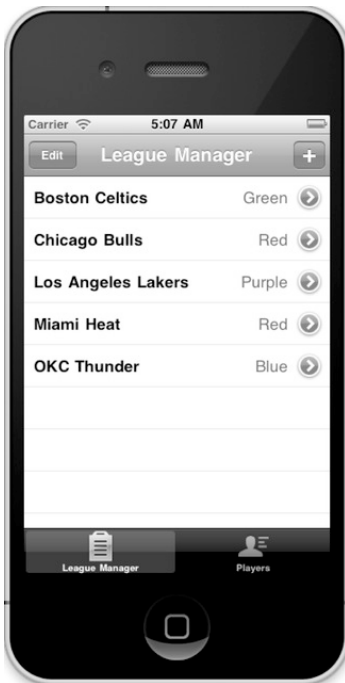 Carrier 5:07 AM
Edit League Manager +
Boston Celtics Green
Chicago Bulls Red
Los Angeles Lakers Purple
Miami Heat Red
OKC Thunder Blue
League Manager Players